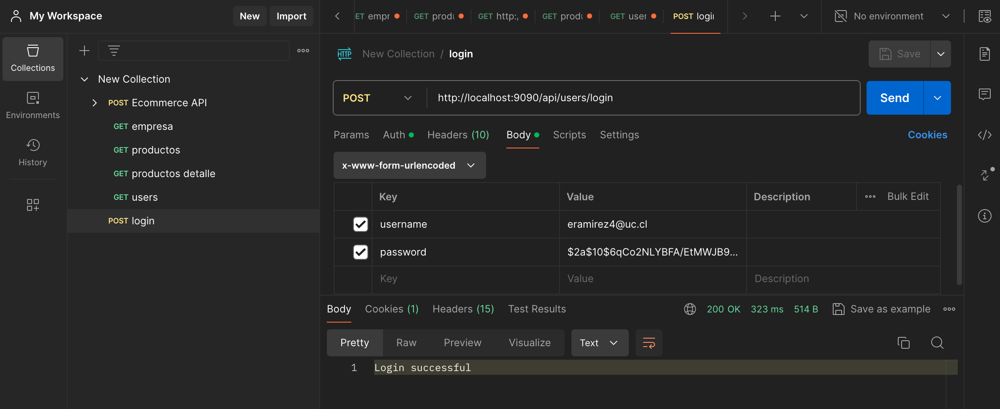 My Workspace
New
Import
ET empr
GET produ
GET http:/
GET produ
GET user
POST logi
No environment
Collections
Environments
History
New Collection
POST Ecommerce API
GET empresa
GET productos
GET productos detalle
GET users
POST login
HTTP
New Collection / login
Save
POST
http://localhost:9090/api/users/login
Send
Params
Auth
Headers (10)
Body
Scripts
Settings
Cookies
x-www-form-urlencoded
Key
Value
Description
Bulk Edit
username
eramirez4@uc.cl
password
$2a$10$6qCo2NLYBFA/EtMWJB9...
Key
Value
Description
Body
Cookies (1)
Headers (15)
Test Results
200 OK
323 ms
514 B
Save as example
Pretty
Raw
Preview
Visualize
Text
1
Login successful